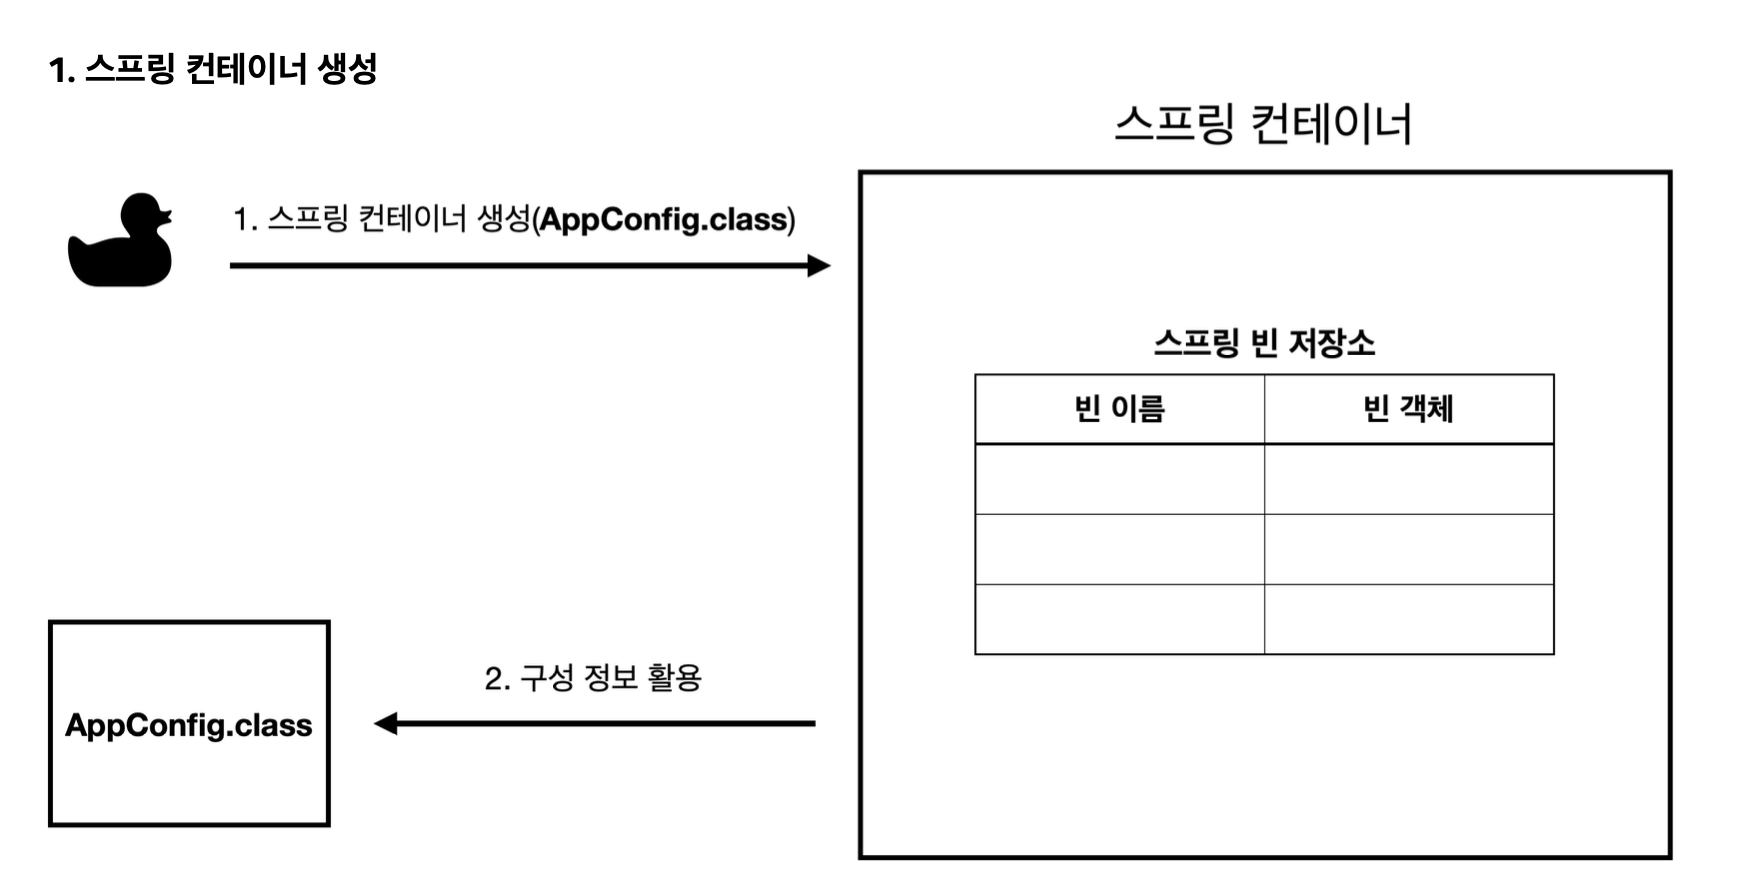 1. 스프링 컨테이너 생성
스프링 컨테이너
1. 스프링 컨테이너 생성(AppConfig.class)
스프링 빈 저장소
빈 이름
빈 객체
2. 구성 정보 활용
AppConfig.class